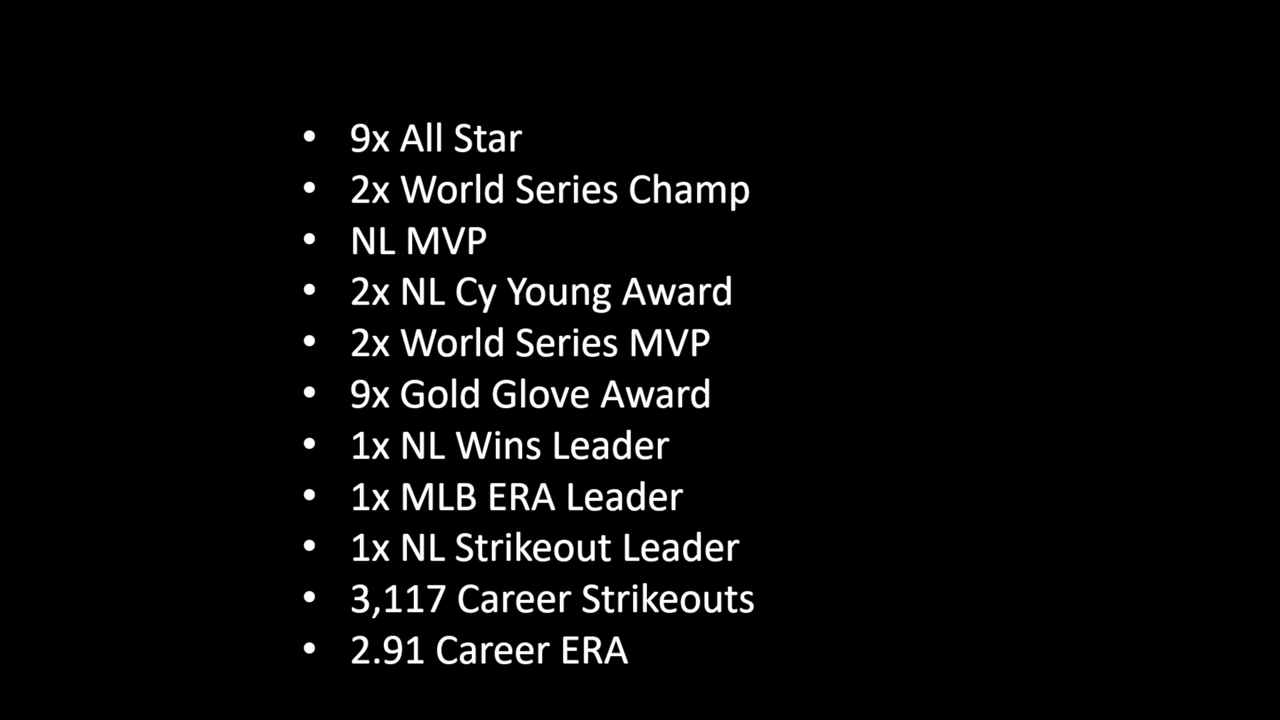 • 9x All Star
• 2x World Series Champ
• NL MVP
• 2x NL Cy Young Award
• 2x World Series MVP
• 9x Gold Glove Award
• 1x NL Wins Leader
• 1x MLB ERA Leader
• 1x NL Strikeout Leader
• 3,117 Career Strikeouts
• 2.91 Career ERA